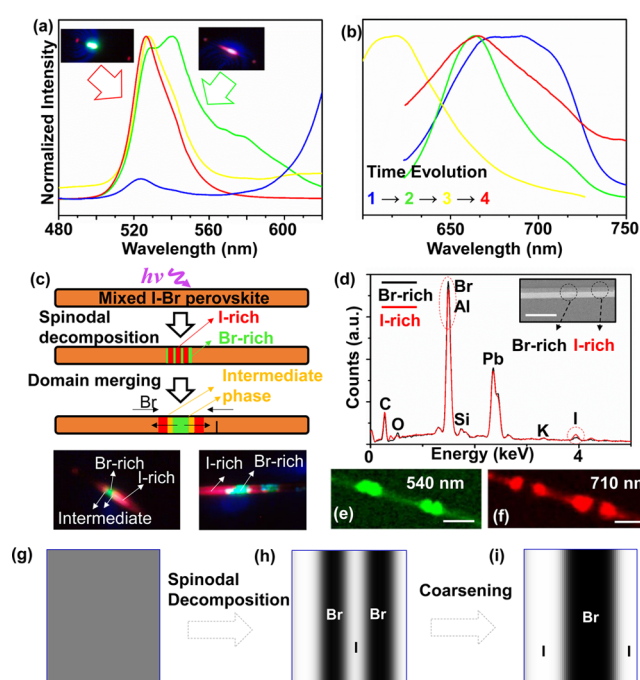 (a)
Normalized Intensity
480 520 560 600
Wavelength (nm)
(b)
Time Evolution
1 → 2 → 3 → 4
650 700 750
Wavelength (nm)
(c)
hν
Mixed I-Br perovskite
Spinodal
decomposition
I-rich
Br-rich
Domain merging
Intermediate
phase
Br
I
Br-rich
I-rich
Intermediate
I-rich
Br-rich
(d)
Counts (a.u.)
Br-rich
I-rich
Br
Al
Pb
C
O
Si
K
I
0 4
Energy (keV)
Br-rich I-rich
(e)
540 nm
(f)
710 nm
(g)
Spinodal
Decomposition
(h)
Br
Br
I
Coarsening
(i)
Br
I
I